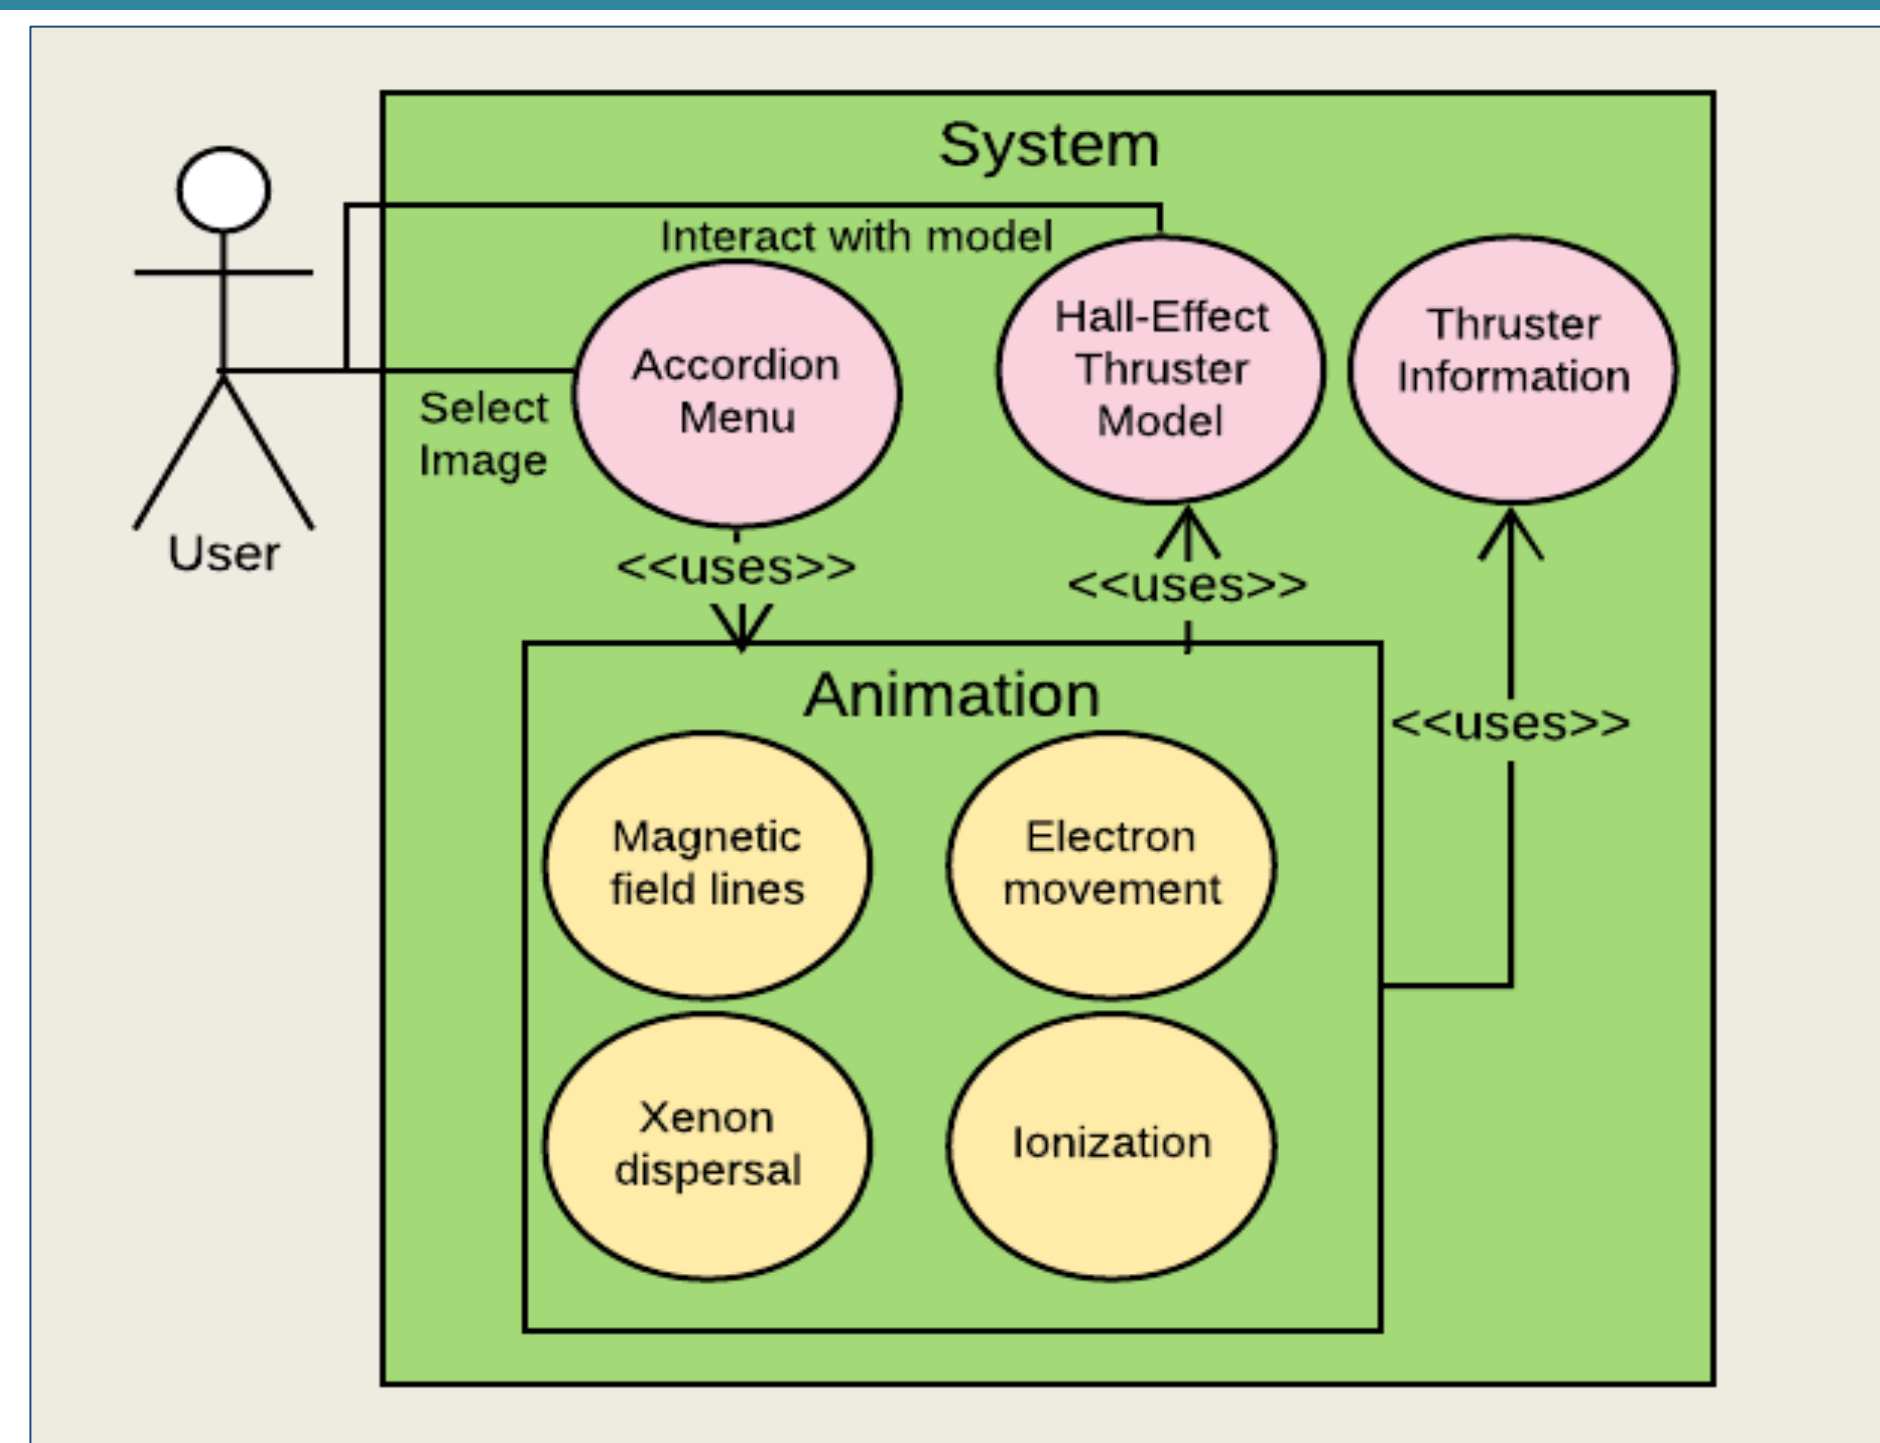 System
Interact with model
Accordion
Menu
Hall-Effect
Thruster
Model
Thruster
Information
Select
Image
User
<<uses>>
<<uses>>
<<uses>>
Animation
Magnetic
field lines
Electron
movement
Xenon
dispersal
Ionization